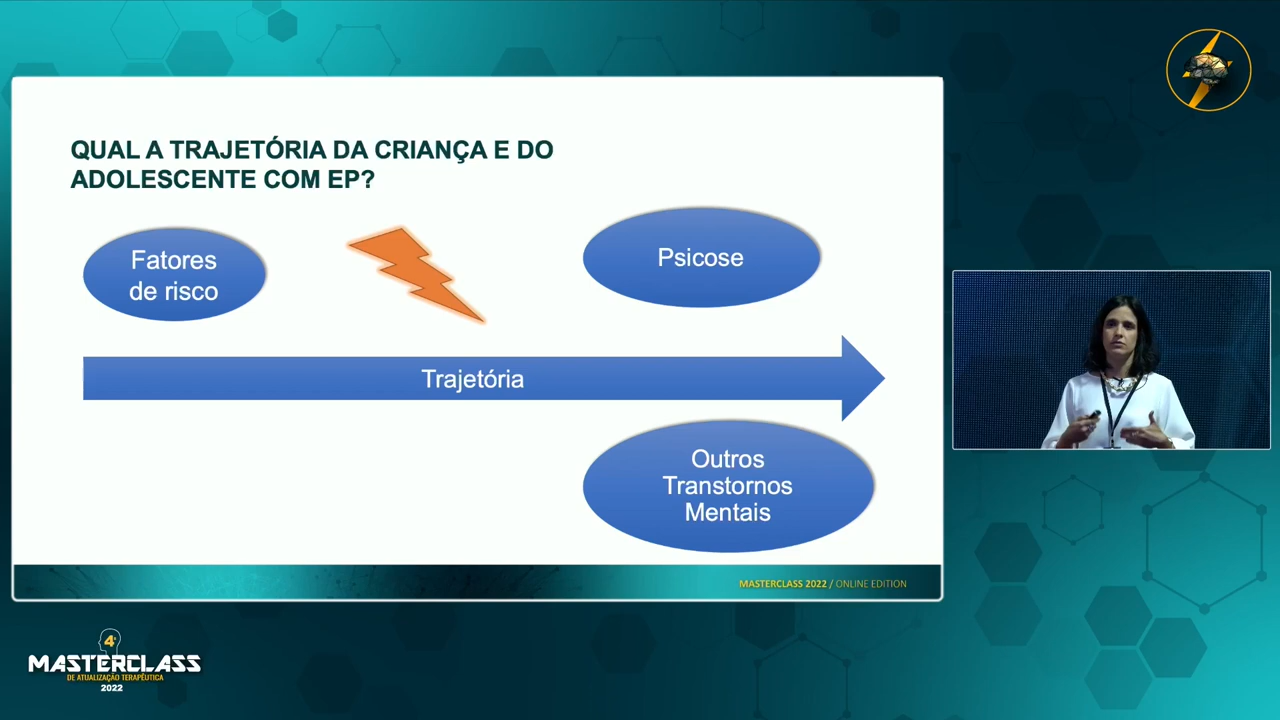 QUAL A TRAJETÓRIA DA CRIANÇA E DO
ADOLESCENTE COM EP?
Fatores
de risco
Psicose
Trajetória
Outros
Transtornos
Mentais
MASTERCLASS 2022 / ONLINE EDITION
4ª
MASTERCLASS
DE ATUALIZAÇÃO TERAPÊUTICA
2022